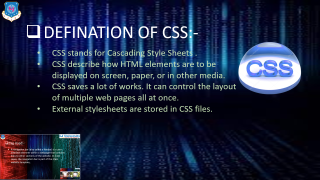 ❑DEFINATION OF CSS:-
• CSS stands for Cascading Style Sheets .
• CSS describe how HTML elements are to be
displayed on screen, paper, or in other media.
• CSS saves a lot of works. It can control the layout
of multiple web pages all at once.
• External stylesheets are stored in CSS files.
CSS